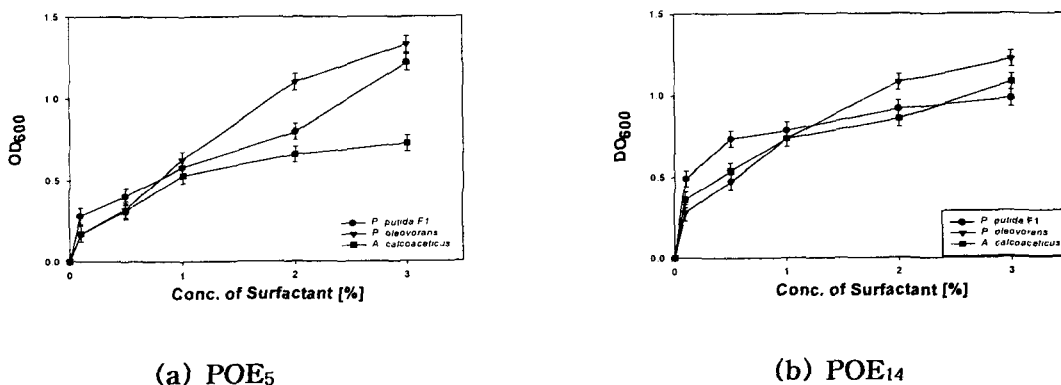 1.5
1.0
0.5
0.0
OD600
0 1 2 3
Conc. of Surfactant [%]
P putida F1
P oleovorans
A calcoaceticus
(a) POE5
1.5
1.0
0.5
0.0
DO600
0 1 2 3
Conc. of Surfactant [%]
P putida F1
P oleovorans
A calcoaceticus
(b) POE14